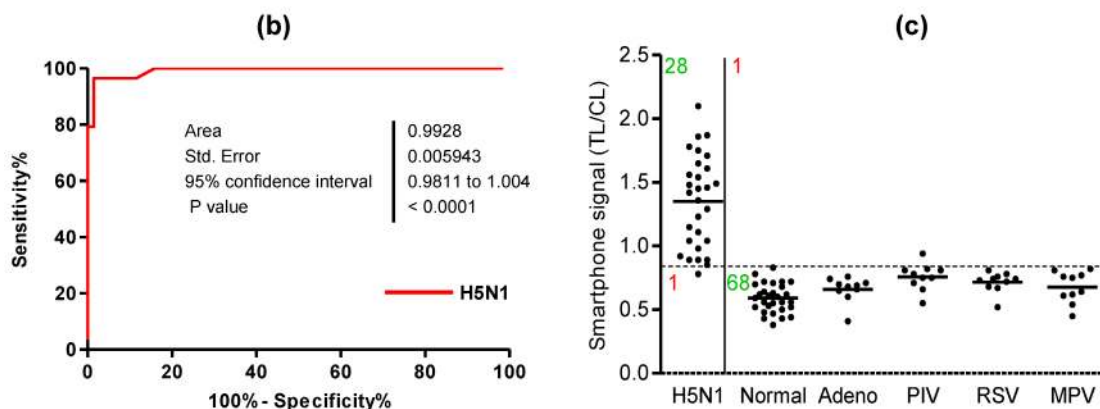 (b)
100
80
60
40
20
0
Sensitivity%
Area 0.9928
Std. Error 0.005943
95% confidence interval 0.9811 to 1.004
P value < 0.0001
H5N1
0 20 40 60 80 100
100% - Specificity%
(c)
2.5
2.0
1.5
1.0
0.5
0.0
Smartphone signal (TL/CL)
28 1
1 68
H5N1 Normal Adeno PIV RSV MPV